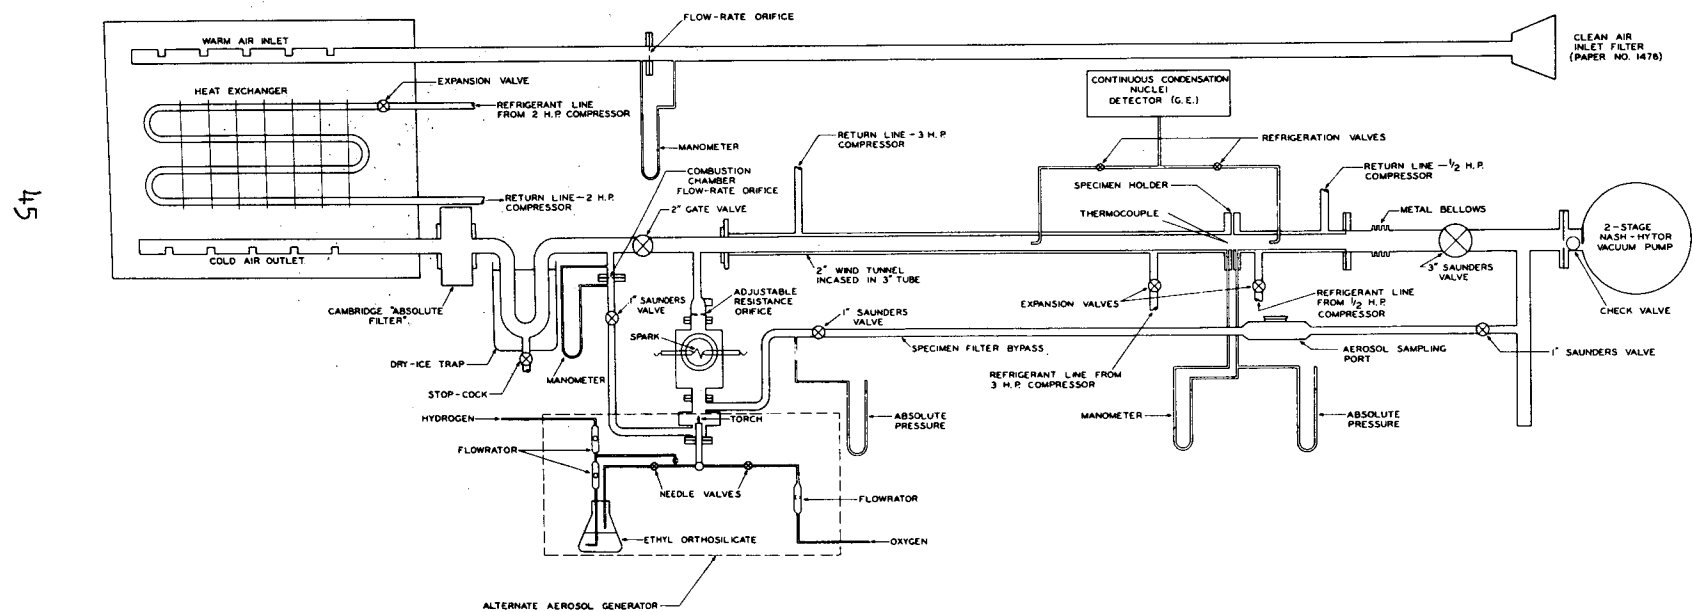 FLOW-RATE ORIFICE
WARM AIR INLET
CLEAN AIR
INLET FILTER
(PAPER NO. 1478)
EXPANSION VALVE
HEAT EXCHANGER
REFRIGERANT LINE
FROM 2 H.P. COMPRESSOR
CONTINUOUS CONDENSATION
NUCLEI
DETECTOR (G.E.)
MANOMETER
RETURN LINE - 3 H.P.
COMPRESSOR
REFRIGERATION VALVES
COMBUSTION
CHAMBER
FLOW-RATE ORIFICE
RETURN LINE - 1/2 H.P.
COMPRESSOR
SPECIMEN HOLDER
RETURN LINE - 2 H.P.
COMPRESSOR
2" GATE VALVE
THERMOCOUPLE
METAL BELLOWS
2-STAGE
NASH-HYTOR
VACUUM PUMP
45
COLD AIR OUTLET
2" WIND TUNNEL
INCASED IN 3" TUBE
3" SAUNDERS
VALVE
CAMBRIDGE "ABSOLUTE
FILTER"
1" SAUNDERS
VALVE
ADJUSTABLE
RESISTANCE
ORIFICE
EXPANSION VALVES
REFRIGERANT LINE
FROM 1/2 H.P.
COMPRESSOR
CHECK VALVE
1" SAUNDERS
VALVE
SPARK
SPECIMEN FILTER BYPASS
AEROSOL SAMPLING
PORT
1" SAUNDERS VALVE
DRY-ICE TRAP
MANOMETER
REFRIGERANT LINE FROM
3 H.P. COMPRESSOR
STOP-COCK
HYDROGEN
TORCH
ABSOLUTE
PRESSURE
MANOMETER
ABSOLUTE
PRESSURE
FLOWRATOR
NEEDLE VALVES
FLOWRATOR
ETHYL ORTHOSILICATE
OXYGEN
ALTERNATE AEROSOL GENERATOR